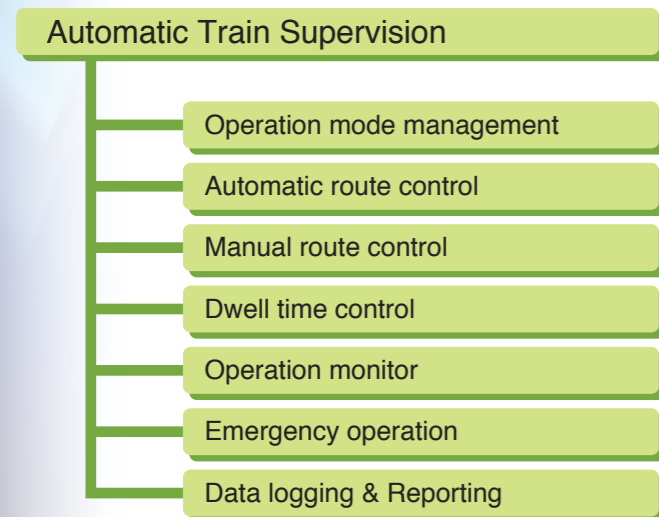 Automatic Train Supervision
Operation mode management
Automatic route control
Manual route control
Dwell time control
Operation monitor
Emergency operation
Data logging & Reporting